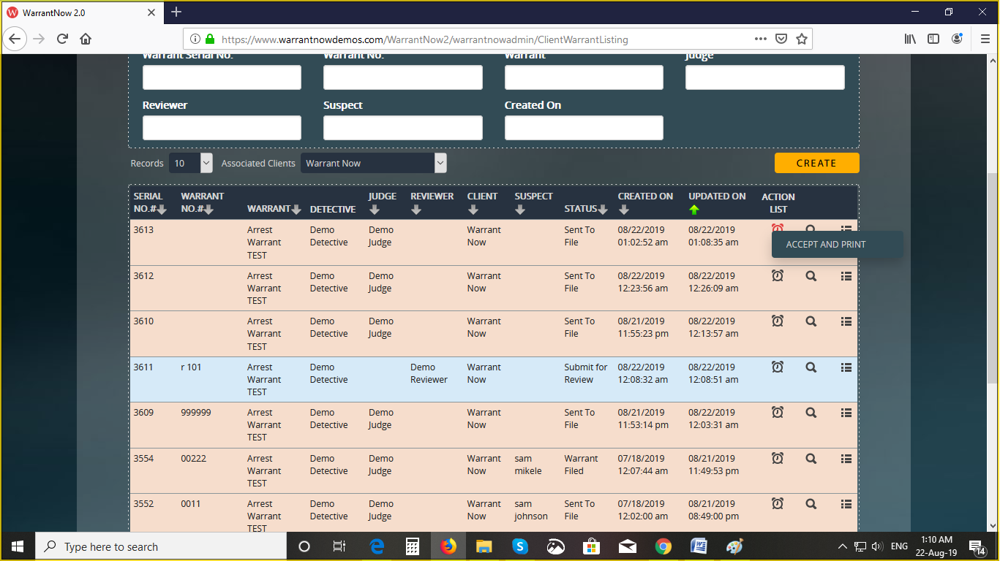 WarrantNow 2.0
https://www.warrantnowdemos.com/WarrantNow2/warrantnowadmin/ClientWarrantListing
Warrant Serial No. Warrant No. Warrant Judge
Reviewer Suspect Created On
Records 10 Associated Clients Warrant Now CREATE
SERIAL WARRANT JUDGE REVIEWER CLIENT SUSPECT CREATED ON UPDATED ON ACTION
NO.# NO.# WARRANT DETECTIVE STATUS LIST
3613 Arrest Demo Demo Warrant Sent To 08/22/2019 08/22/2019
Warrant Detective Judge Now File 01:02:52 am 01:08:35 am
TEST
ACCEPT AND PRINT
3612 Arrest Demo Demo Warrant Sent To 08/22/2019 08/22/2019
Warrant Detective Judge Now File 12:23:56 am 12:26:09 am
TEST
3610 Arrest Demo Demo Warrant Sent To 08/21/2019 08/22/2019
Warrant Detective Judge Now File 11:55:23 pm 12:13:57 am
TEST
3611 r 101 Arrest Demo Demo Warrant Submit for 08/22/2019 08/22/2019
Warrant Detective Reviewer Now Review 12:08:32 am 12:08:51 am
TEST
3609 999999 Arrest Demo Demo Warrant Sent To 08/21/2019 08/22/2019
Warrant Detective Judge Now File 11:53:14 pm 12:03:31 am
TEST
3554 00222 Arrest Demo Demo Warrant sam Warrant 07/18/2019 08/21/2019
Warrant Detective Judge Now mikele Filed 12:07:44 am 11:49:53 pm
TEST
3552 0011 Arrest Demo Demo Warrant sam Sent To 07/18/2019 08/21/2019
Warrant Detective Judge Now johnson File 12:02:00 am 08:49:00 pm
TEST
Type here to search ENG 1:10 AM
22-Aug-19 14